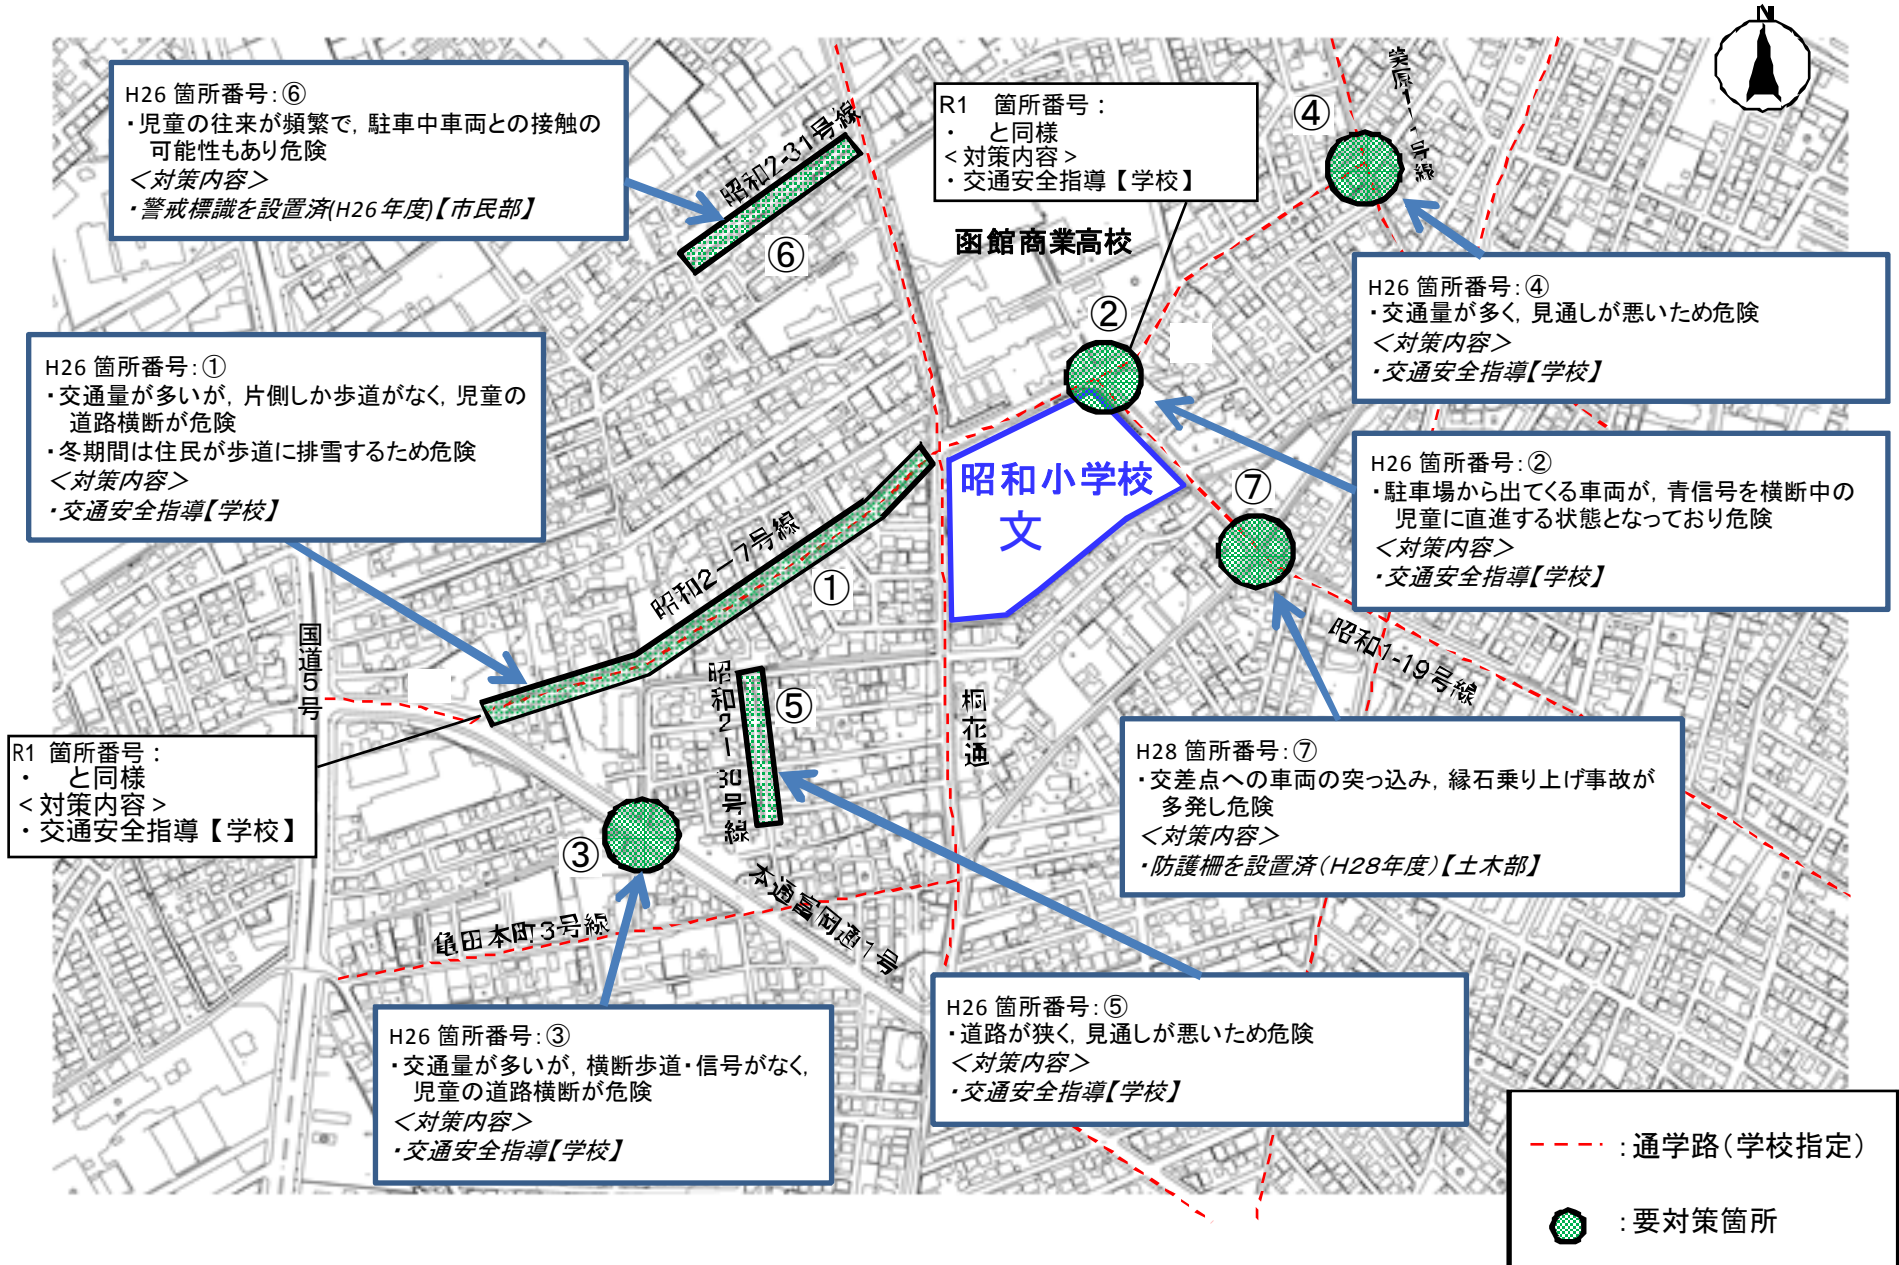 N
H26 箇所番号：⑥
・児童の往来が頻繁で，駐車中車両との接触の
可能性もあり危険
＜対策内容＞
・警戒標識を設置済(H26年度)【市民部】
昭和2-31号線
⑥
R1　箇所番号：
・　と同様
＜対策内容＞
・交通安全指導【学校】
函館商業高校
④
美原1-1号線
H26 箇所番号：④
・交通量が多く，見通しが悪いため危険
＜対策内容＞
・交通安全指導【学校】
②
H26 箇所番号：①
・交通量が多いが，片側しか歩道がなく，児童の
道路横断が危険
・冬期間は住民が歩道に排雪するため危険
＜対策内容＞
・交通安全指導【学校】
H26 箇所番号：②
・駐車場から出てくる車両が，青信号を横断中の
児童に直進する状態となっており危険
＜対策内容＞
・交通安全指導【学校】
昭和小学校
文
⑦
昭和2－7号線
①
国道5号
昭和2－30号線
⑤
桐花通
昭和1-19号線
R1 箇所番号：
・　と同様
＜対策内容＞
・交通安全指導【学校】
H28 箇所番号：⑦
・交差点への車両の突っ込み，縁石乗り上げ事故が
多発し危険
＜対策内容＞
・防護柵を設置済（H28年度）【土木部】
③
本通富岡通1号
亀田本町3号線
H26 箇所番号：③
・交通量が多いが，横断歩道・信号がなく，
児童の道路横断が危険
＜対策内容＞
・交通安全指導【学校】
H26 箇所番号：⑤
・道路が狭く，見通しが悪いため危険
＜対策内容＞
・交通安全指導【学校】
：通学路（学校指定）
：要対策箇所